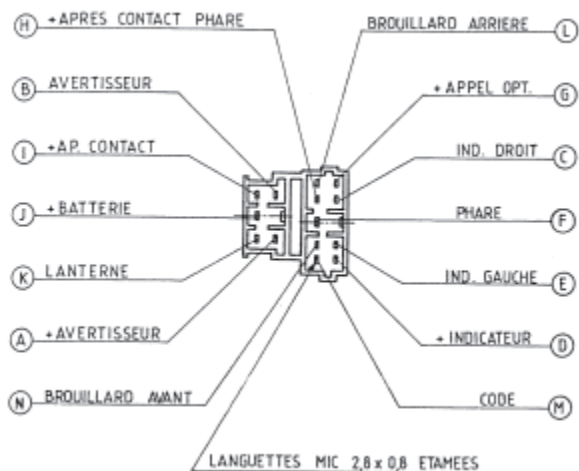 H +APRES CONTACT PHARE
BROUILLARD ARRIERE L
B AVERTISSEUR
+ APPEL OPT. G
I +AP. CONTACT
IND. DROIT C
J +BATTERIE
PHARE F
K LANTERNE
IND. GAUCHE E
A +AVERTISSEUR
+ INDICATEUR D
N BROUILLARD AVANT
CODE M
LANGUETTES MIC 2,8 x 0,8 ETAMEES